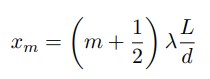 x_m = \left( m + \frac{1}{2} \right) \lambda \frac{L}{d}